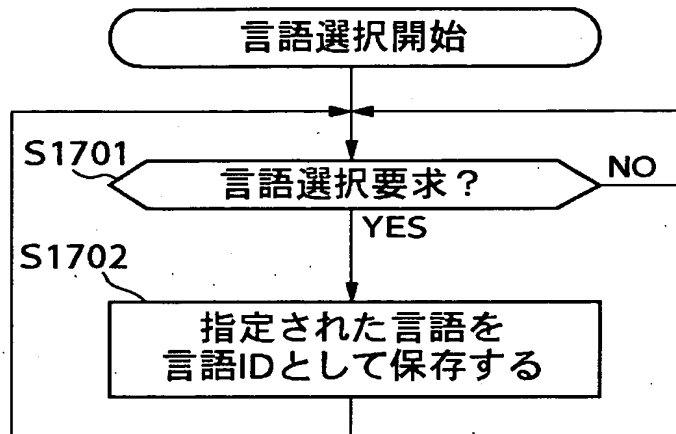 言語選択開始
S1701
言語選択要求？
NO
YES
S1702
指定された言語を
言語IDとして保存する